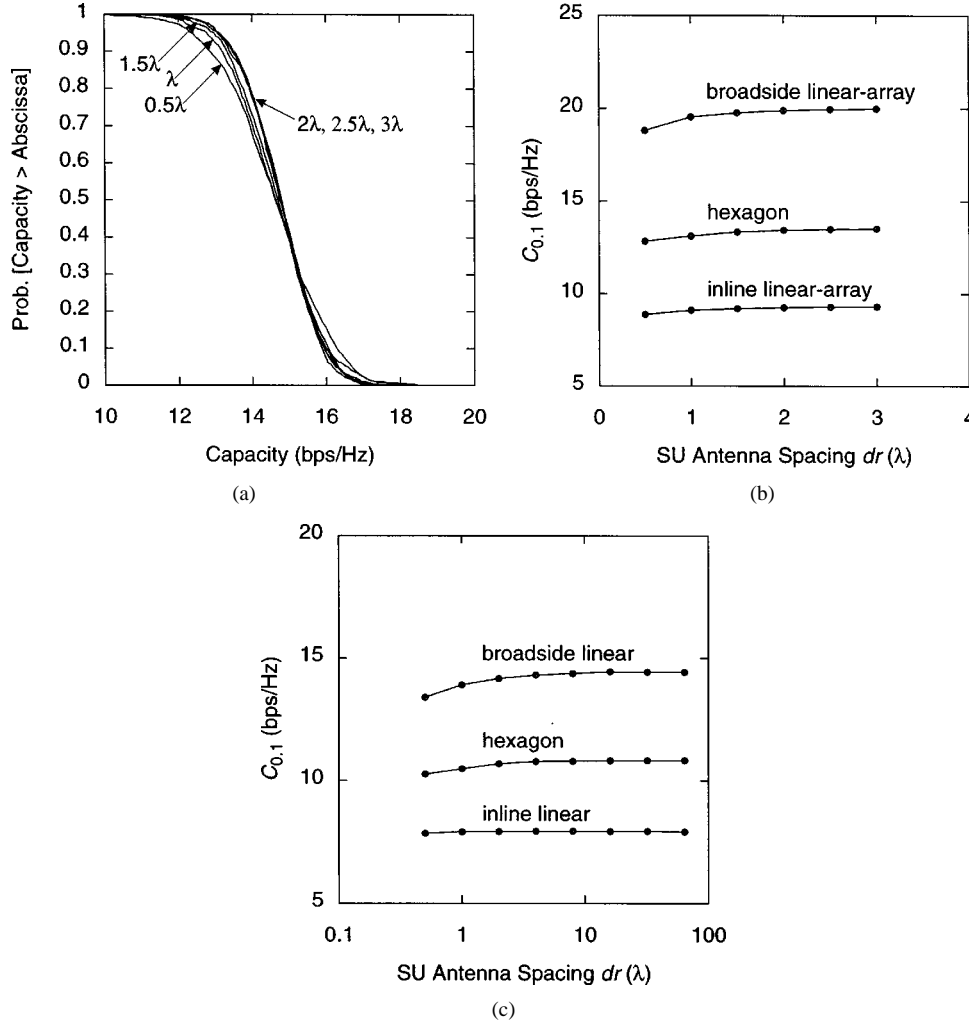 Prob. [Capacity > Abscissa]
1
0.9
0.8
0.7
0.6
0.5
0.4
0.3
0.2
0.1
0
1.5λ
λ
0.5λ
2λ, 2.5λ, 3λ
10
12
14
16
18
20
Capacity (bps/Hz)
(a)
C0.1 (bps/Hz)
25
20
15
10
5
broadside linear-array
hexagon
inline linear-array
0
1
2
3
4
SU Antenna Spacing dr (λ)
(b)
C0.1 (bps/Hz)
20
15
10
5
broadside linear
hexagon
inline linear
0.1
1
10
100
SU Antenna Spacing dr (λ)
(c)